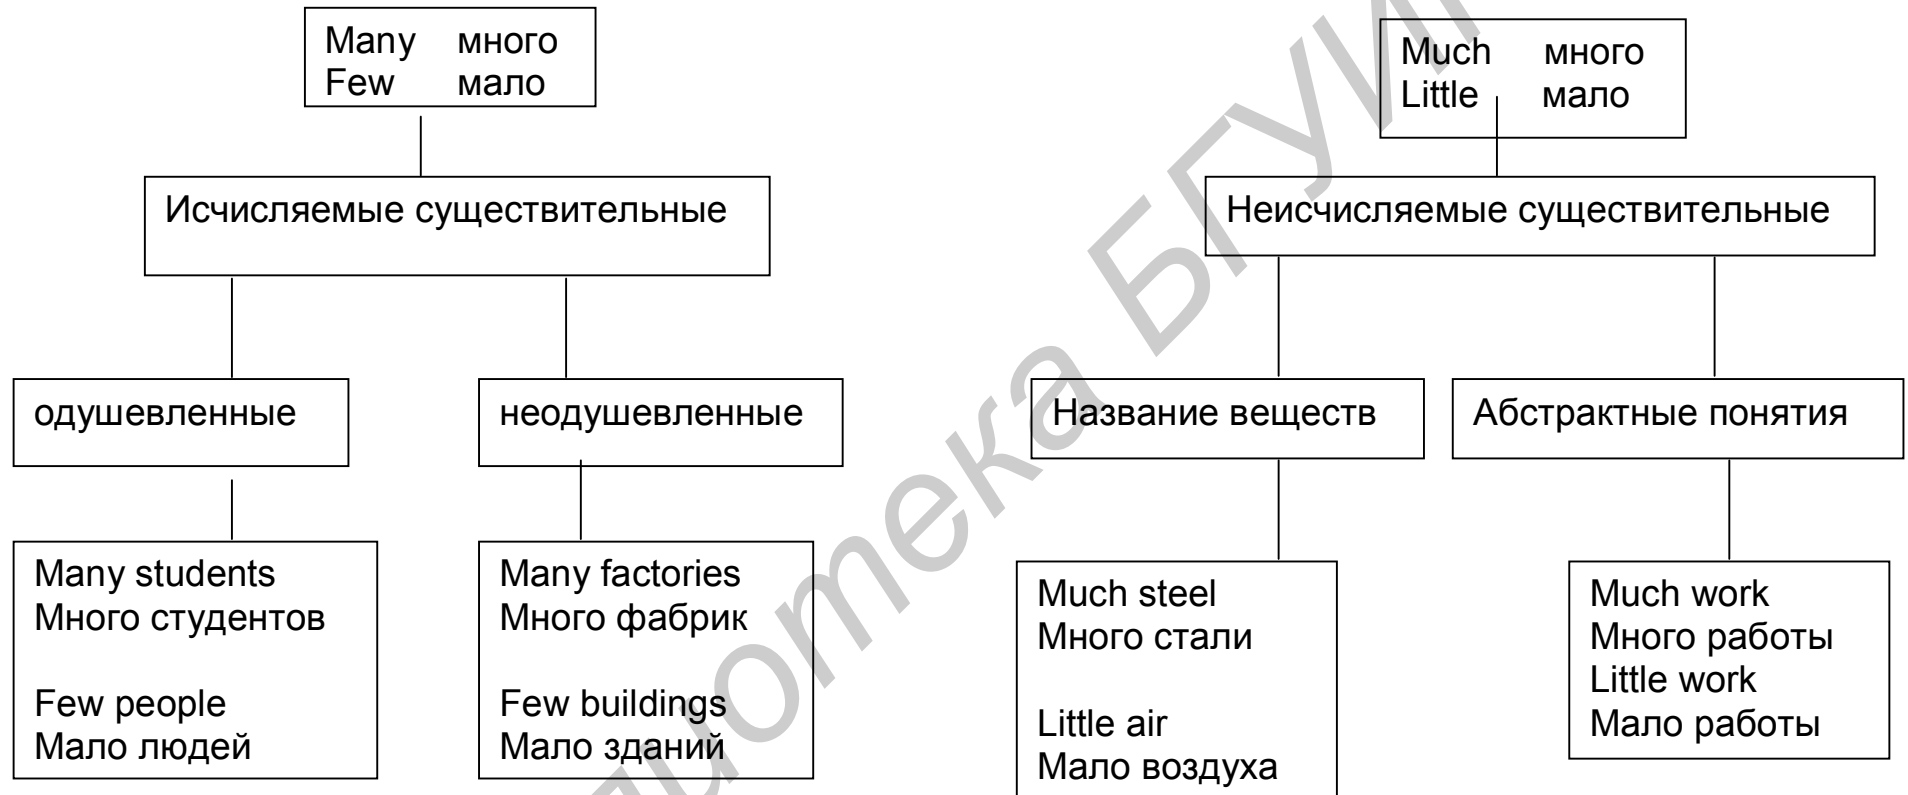 Many много
Few мало
Much много
Little мало
Исчисляемые существительные
Неисчисляемые существительные
одушевленные
неодушевленные
Название веществ
Абстрактные понятия
Many students
Много студентов
Few people
Мало людей
Many factories
Много фабрик
Few buildings
Мало зданий
Much steel
Много стали
Little air
Мало воздуха
Much work
Много работы
Little work
Мало работы